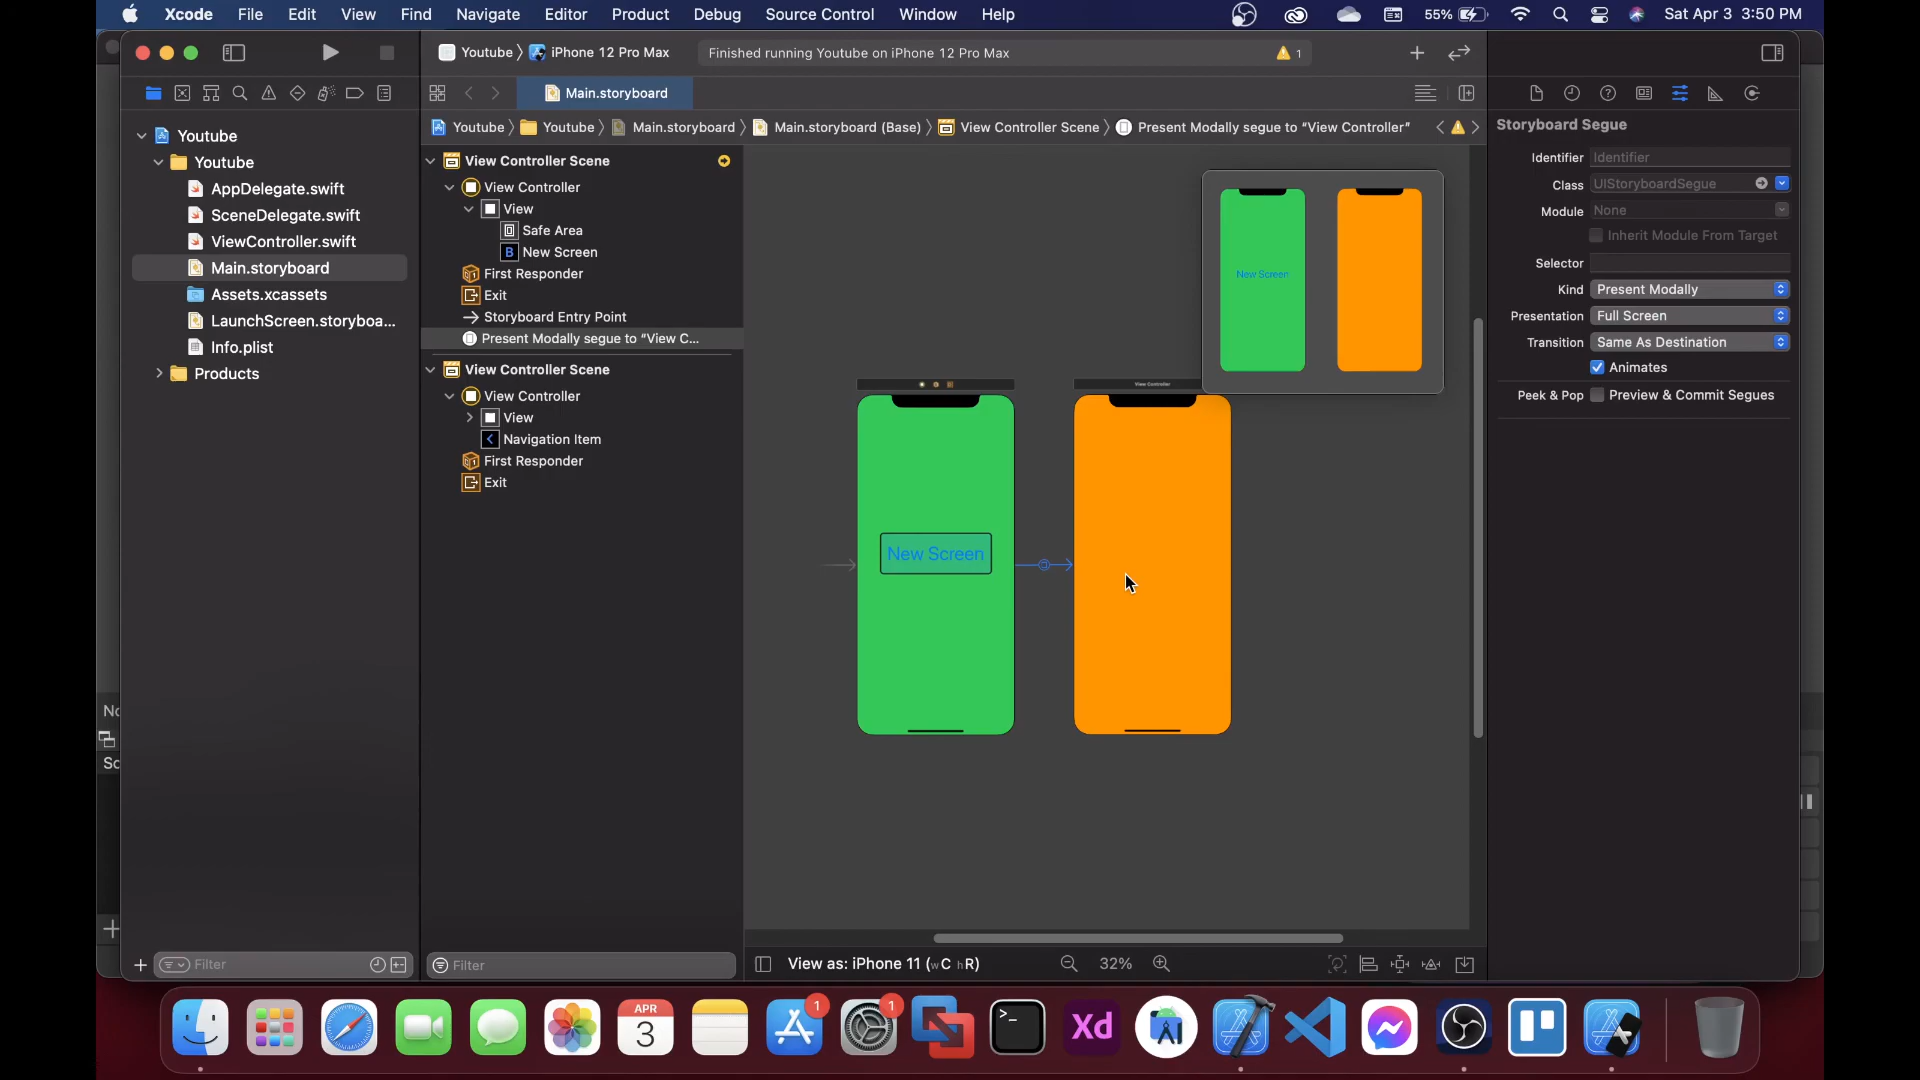 Xcode File Edit View Find Navigate Editor Product Debug Source Control Window Help 55% Sat Apr 3 3:50 PM
Youtube iPhone 12 Pro Max Finished running Youtube on iPhone 12 Pro Max 1
Main.storyboard
Youtube Youtube Main.storyboard Main.storyboard (Base) View Controller Scene Present Modally segue to “View Controller”
Youtube
Youtube
AppDelegate.swift
SceneDelegate.swift
ViewController.swift
Main.storyboard
Assets.xcassets
LaunchScreen.storyboa...
Info.plist
Products
View Controller Scene
View Controller
View
Safe Area
B New Screen
First Responder
Exit
Storyboard Entry Point
Present Modally segue to “View C...
View Controller Scene
View Controller
View
Navigation Item
First Responder
Exit
New Screen
View Controller
New Screen
Storyboard Segue
Identifier Identifier
Class UIStoryboardSegue
Module None
Inherit Module From Target
Selector
Kind Present Modally
Presentation Full Screen
Transition Same As Destination
Animates
Peek & Pop Preview & Commit Segues
No
Filter
Filter
View as: iPhone 11 (wC hR)
32%
1
1
APR
3
>_
Xd